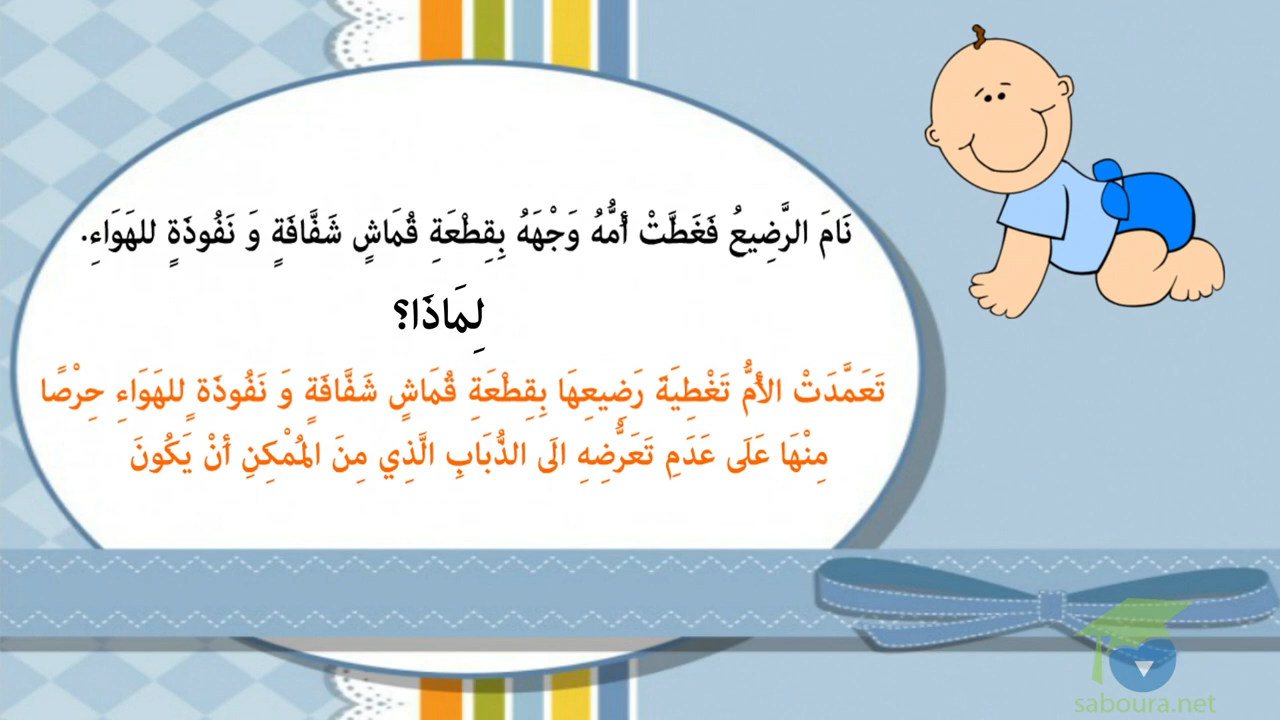 نَامَ الرَّضِيعُ فَغَطَّتْ أُمُّهُ وَجْهَهُ بِقِطْعَةِ قُمَاشٍ شَفَّافَةٍ وَ نَفُوذَةٍ للهَوَاءِ.
لِمَاذَا؟
تَعَمَّدَتْ الأُمُّ تَغْطِيَةَ رَضِيعِهَا بِقِطْعَةِ قُمَاشٍ شَفَّافَةٍ وَ نَفُوذَة ٍللهَوَاءِ حِرْصًا
مِنْهَا عَلَى عَدَمِ تَعَرُّضِهِ الَى الذُّبَابِ الَّذِي مِنَ المُمْكِنِ أَنْ يَكُونَ
saboura.net